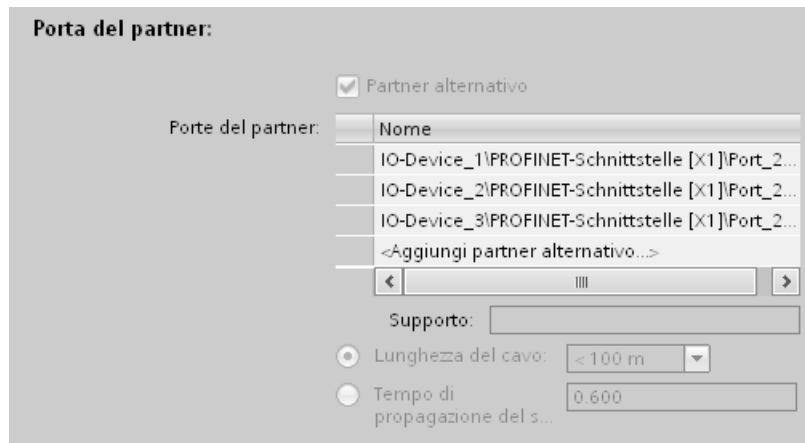 Porta del partner:
Partner alternativo
Porte del partner:
Nome
IO-Device_1\PROFINET-Schnittstelle [X1]\Port_2...
IO-Device_2\PROFINET-Schnittstelle [X1]\Port_2...
IO-Device_3\PROFINET-Schnittstelle [X1]\Port_2...
<Aggiungi partner alternativo...>
Supporto:
Lunghezza del cavo: < 100 m
Tempo di propagazione del s... 0.600